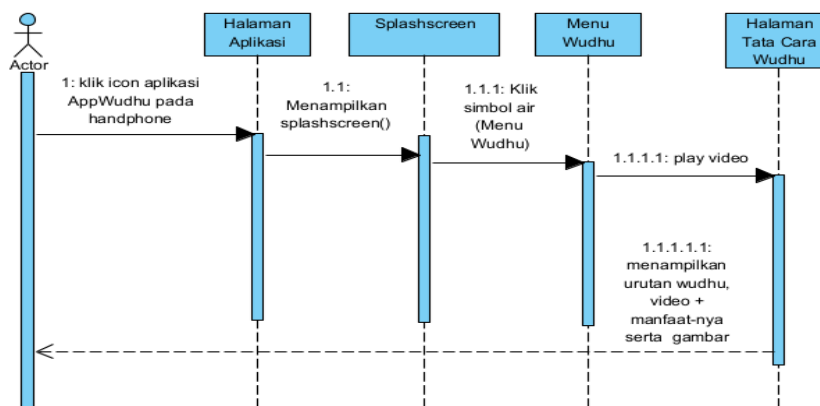 Actor
Halaman
Aplikasi
Splashscreen
Menu
Wudhu
Halaman
Tata Cara
Wudhu
1: klik icon aplikasi
AppWudhu pada
handphone
1.1:
Menampilkan
splashscreen()
1.1.1: Klik
simbol air
(Menu
Wudhu)
1.1.1.1: play video
1.1.1.1.1:
menampilkan
urutan wudhu,
video +
manfaat-nya
serta gambar